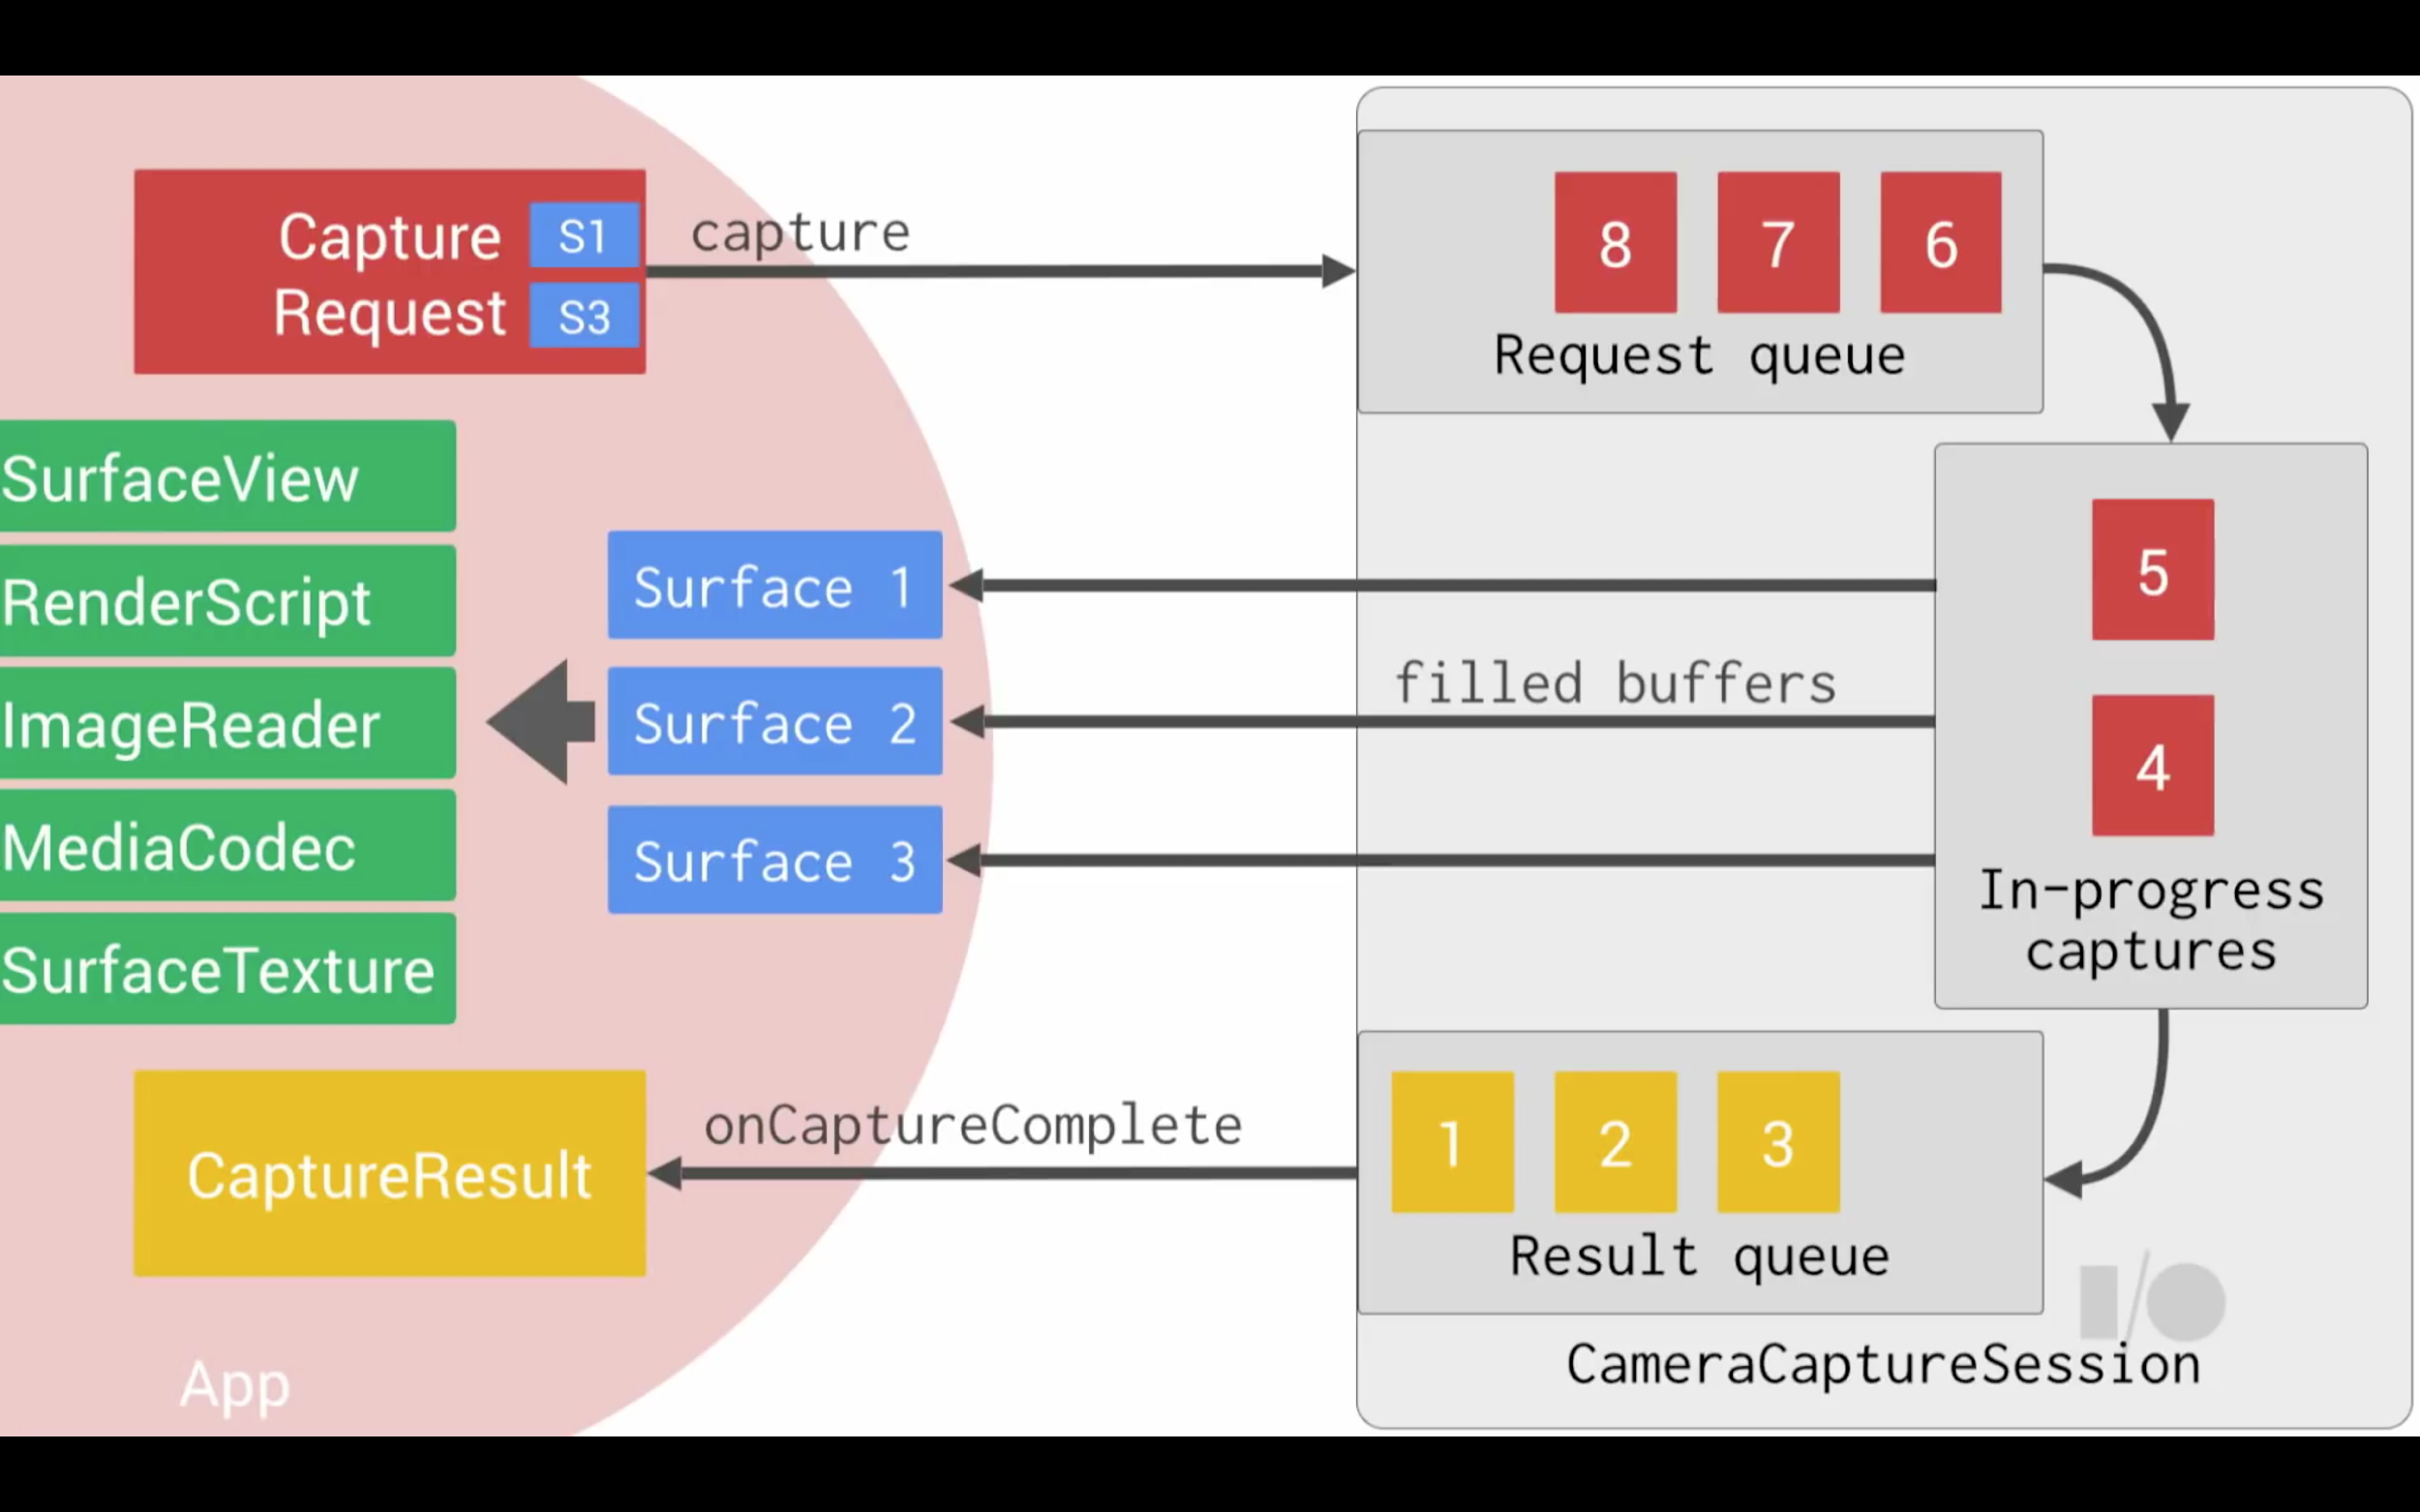 Capture S1
Request S3
capture
8 7 6
Request queue
SurfaceView
RenderScript
ImageReader
MediaCodec
SurfaceTexture
Surface 1
Surface 2
Surface 3
filled buffers
5
4
In-progress
captures
CaptureResult
onCaptureComplete
1 2 3
Result queue
I/O
CameraCaptureSession
App